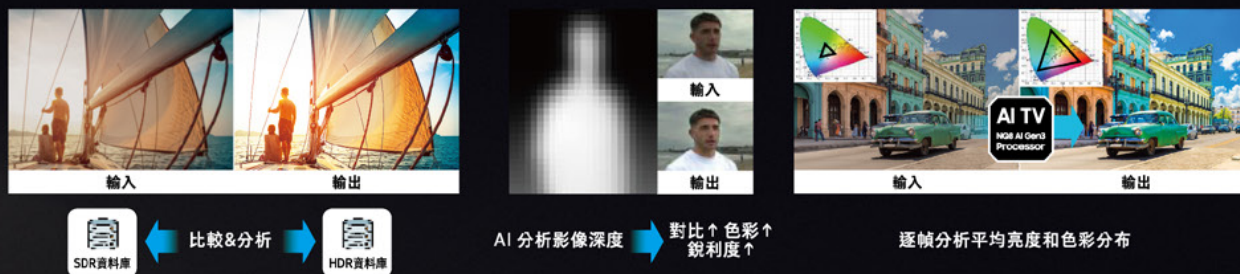 輸入
輸出
SDR資料庫
比較&分析
HDR資料庫
輸入
輸出
AI 分析影像深度
對比↑ 色彩↑
銳利度↑
AI TV
NQ8 AI Gen3
Processor
輸入
輸出
逐幀分析平均亮度和色彩分布